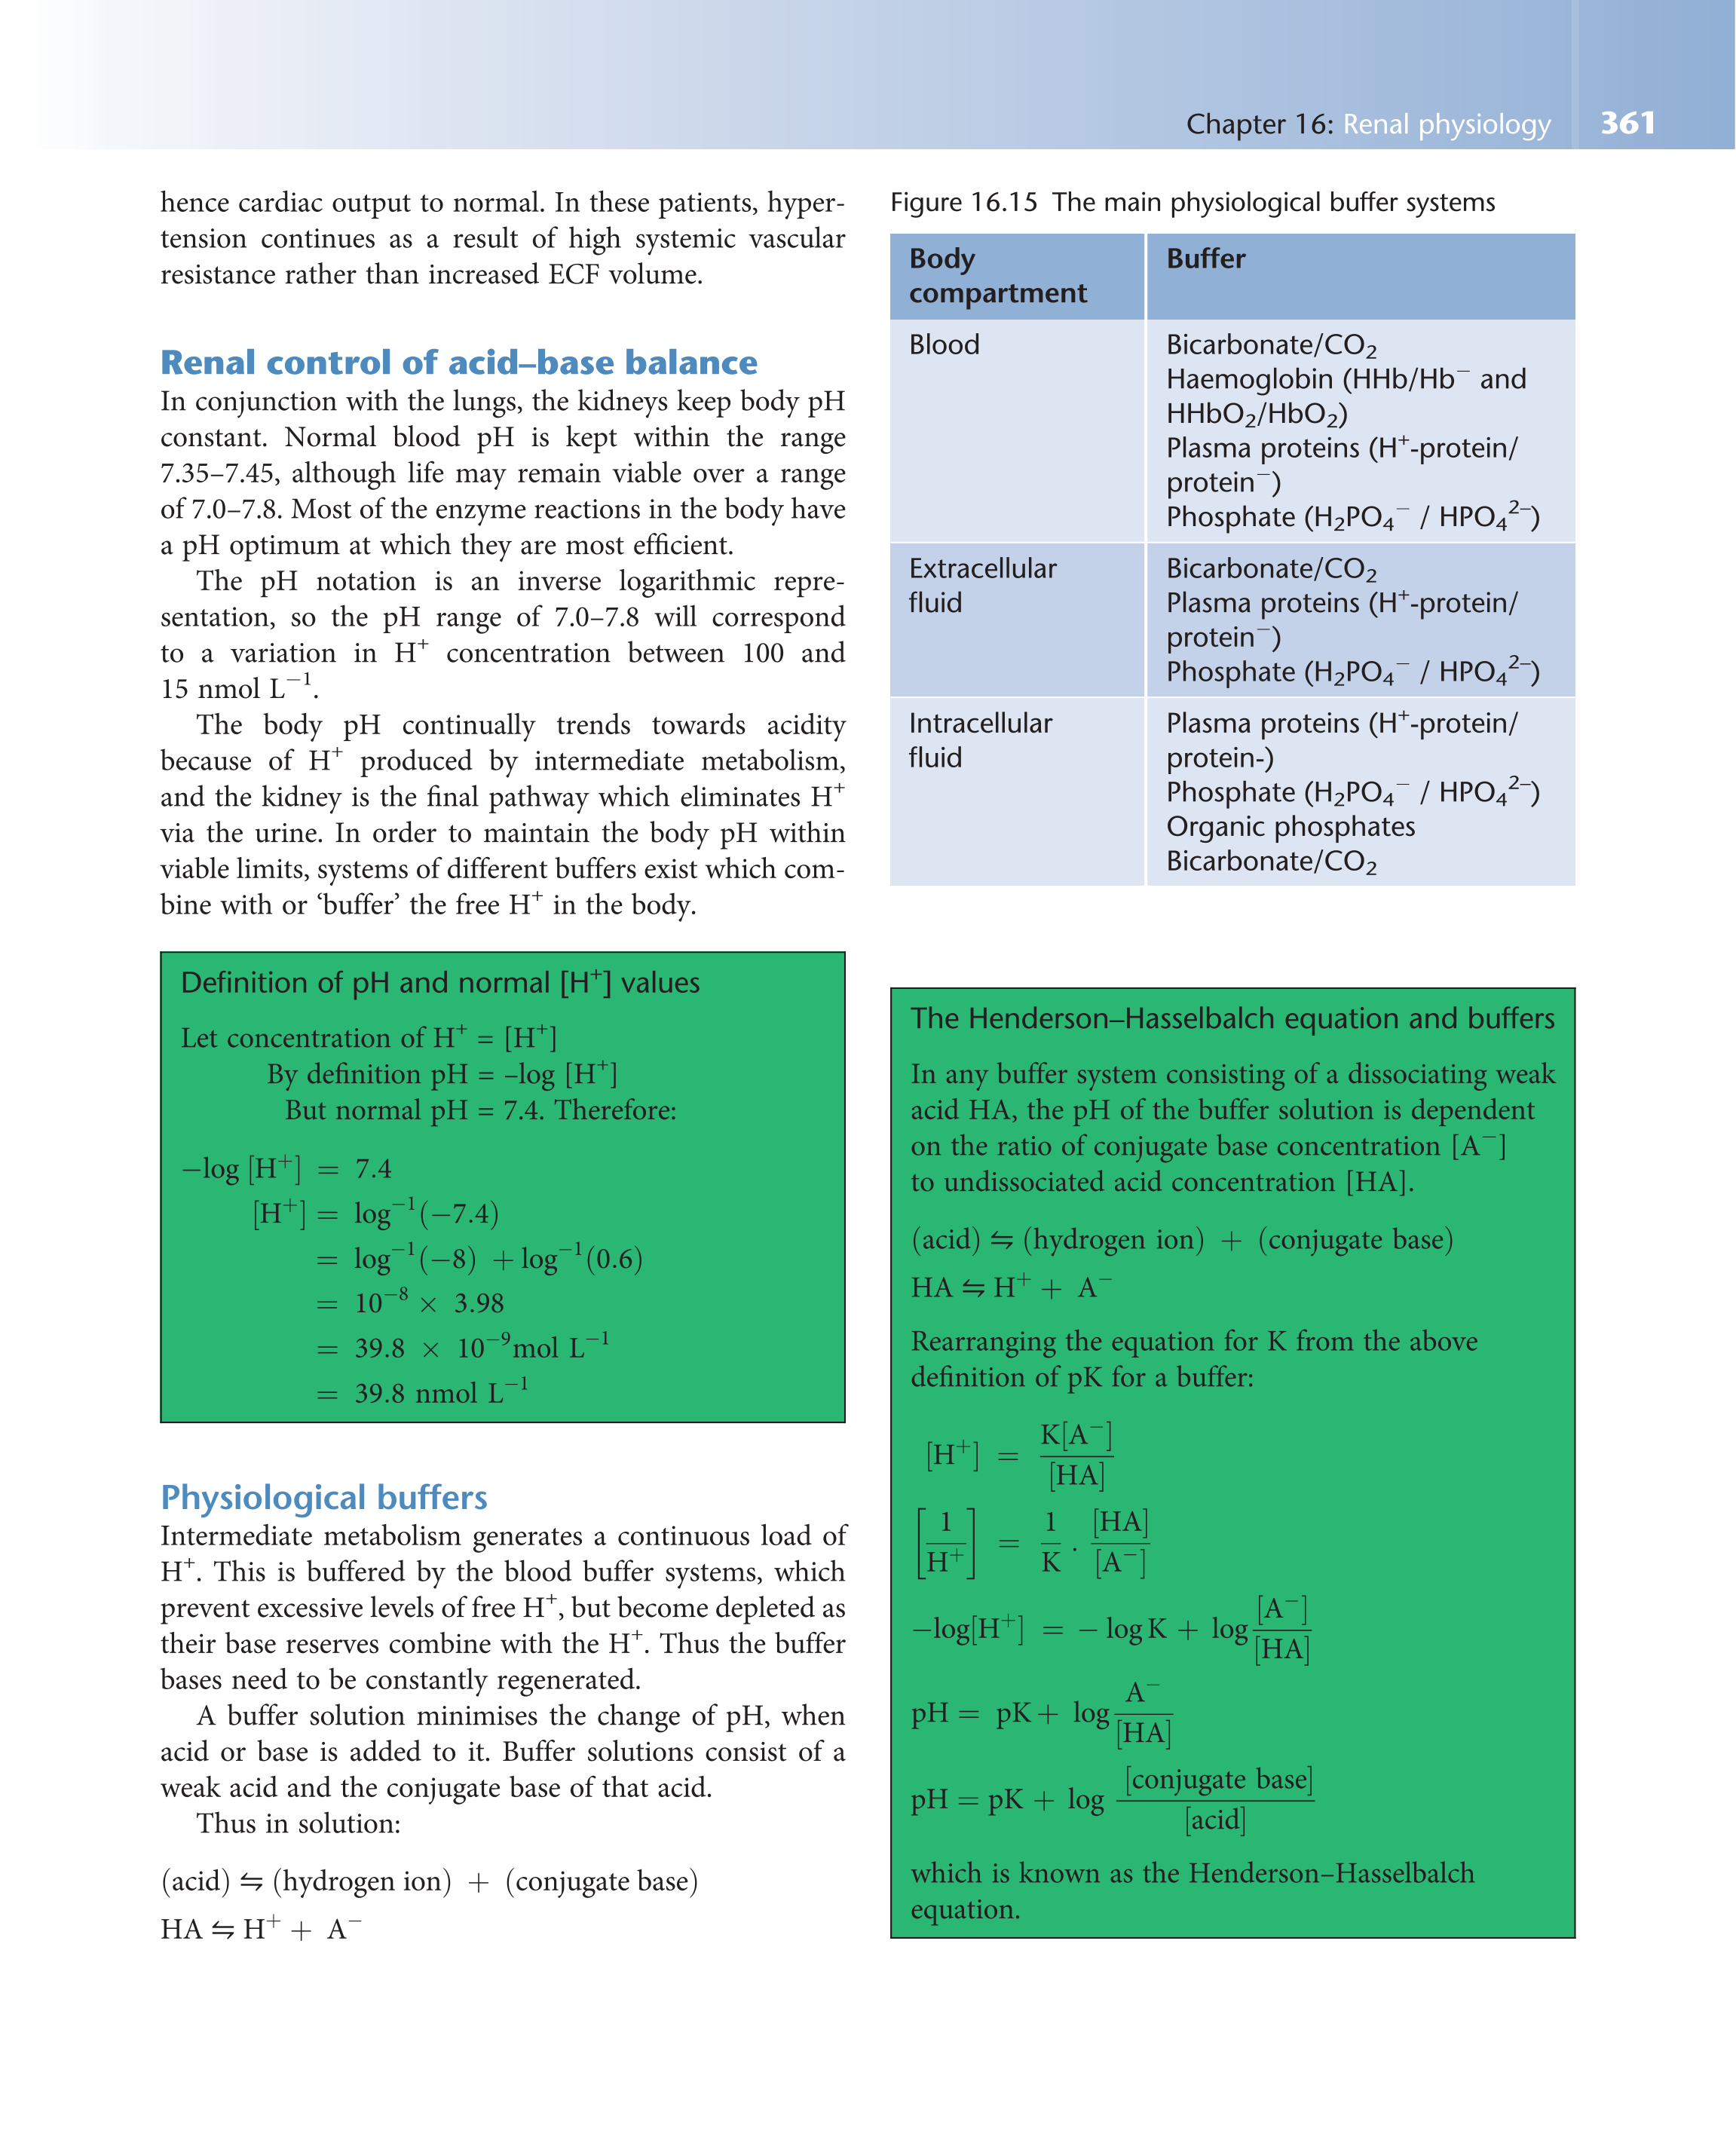 Chapter 16: Renal physiology 361
hence cardiac output to normal. In these patients, hyper-
tension continues as a result of high systemic vascular
resistance rather than increased ECF volume.
Renal control of acid–base balance
In conjunction with the lungs, the kidneys keep body pH
constant. Normal blood pH is kept within the range
7.35–7.45, although life may remain viable over a range
of 7.0–7.8. Most of the enzyme reactions in the body have
a pH optimum at which they are most efficient.
The pH notation is an inverse logarithmic repre-
sentation, so the pH range of 7.0–7.8 will correspond
to a variation in H⁺ concentration between 100 and
15 nmol L⁻¹.
The body pH continually trends towards acidity
because of H⁺ produced by intermediate metabolism,
and the kidney is the final pathway which eliminates H⁺
via the urine. In order to maintain the body pH within
viable limits, systems of different buffers exist which com-
bine with or ‘buffer’ the free H⁺ in the body.
Definition of pH and normal [H⁺] values
Let concentration of H⁺ = [H⁺]
By definition pH = –log [H⁺]
But normal pH = 7.4. Therefore:
−log [H⁺] = 7.4
[H⁺] = log⁻¹(−7.4)
= log⁻¹(−8) + log⁻¹(0.6)
= 10⁻⁸ × 3.98
= 39.8 × 10⁻⁹mol L⁻¹
= 39.8 nmol L⁻¹
Physiological buffers
Intermediate metabolism generates a continuous load of
H⁺. This is buffered by the blood buffer systems, which
prevent excessive levels of free H⁺, but become depleted as
their base reserves combine with the H⁺. Thus the buffer
bases need to be constantly regenerated.
A buffer solution minimises the change of pH, when
acid or base is added to it. Buffer solutions consist of a
weak acid and the conjugate base of that acid.
Thus in solution:
(acid) ⇋ (hydrogen ion) + (conjugate base)
HA ⇋ H⁺ + A⁻
Figure 16.15 The main physiological buffer systems
Body
compartment
Buffer
Blood
Bicarbonate/CO₂
Haemoglobin (HHb/Hb⁻ and
HHbO₂/HbO₂)
Plasma proteins (H⁺-protein/
protein⁻)
Phosphate (H₂PO₄⁻ / HPO₄²⁻)
Extracellular
fluid
Bicarbonate/CO₂
Plasma proteins (H⁺-protein/
protein⁻)
Phosphate (H₂PO₄⁻ / HPO₄²⁻)
Intracellular
fluid
Plasma proteins (H⁺-protein/
protein-)
Phosphate (H₂PO₄⁻ / HPO₄²⁻)
Organic phosphates
Bicarbonate/CO₂
The Henderson–Hasselbalch equation and buffers
In any buffer system consisting of a dissociating weak
acid HA, the pH of the buffer solution is dependent
on the ratio of conjugate base concentration [A⁻]
to undissociated acid concentration [HA].
(acid) ⇋ (hydrogen ion) + (conjugate base)
HA ⇋ H⁺ + A⁻
Rearranging the equation for K from the above
definition of pK for a buffer:
[H⁺] = K[A⁻] / [HA]
[1 / H⁺] = 1 / K · [HA] / [A⁻]
−log[H⁺] = − log K + log [A⁻] / [HA]
pH = pK + log A⁻ / [HA]
pH = pK + log [conjugate base] / [acid]
which is known as the Henderson–Hasselbalch
equation.